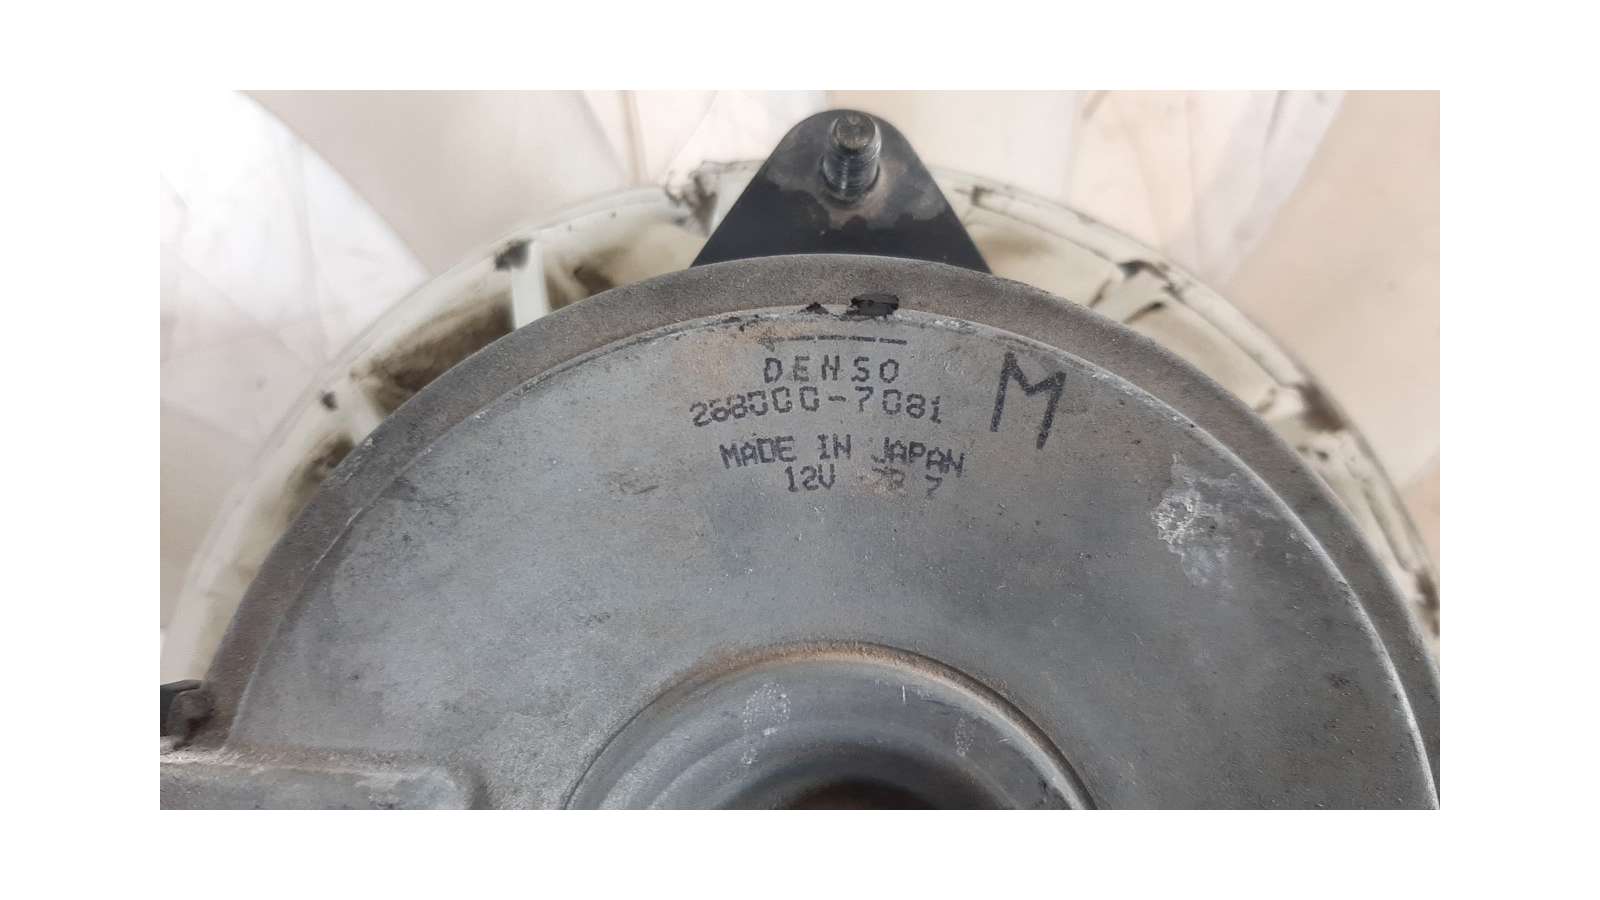 DENSO
268000-7081
M
MADE IN JAPAN
12V